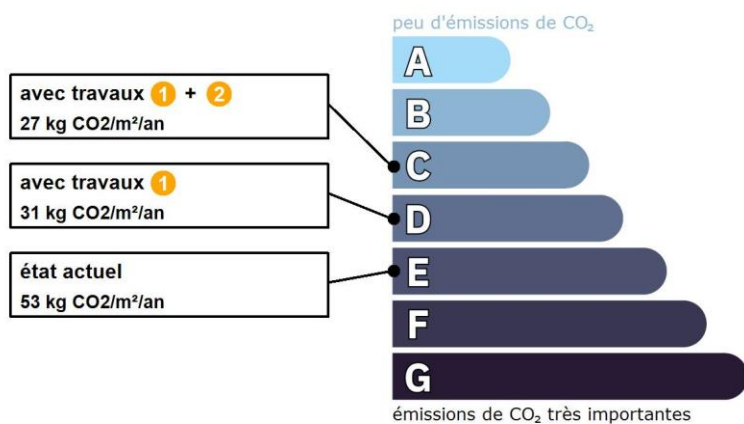 peu d'émissions de CO₂
A
avec travaux 1 + 2
27 kg CO2/m²/an
B
C
avec travaux 1
31 kg CO2/m²/an
D
état actuel
53 kg CO2/m²/an
E
F
G
émissions de CO₂ très importantes